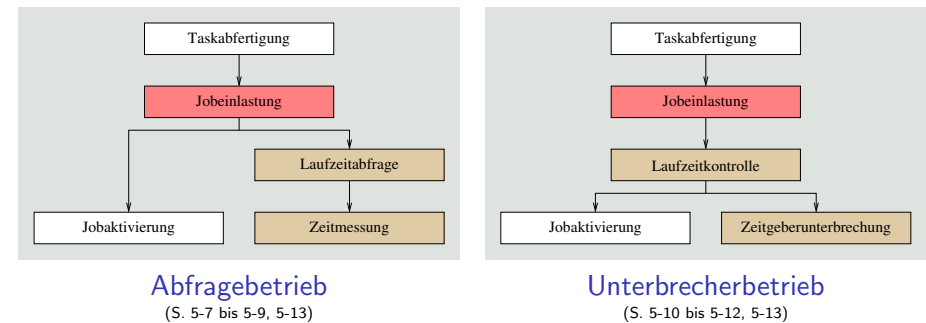 Taskabfertigung
Jobeinlastung
Laufzeitabfrage
Jobaktivierung
Zeitmessung
Abfragebetrieb
(S. 5-7 bis 5-9, 5-13)
Taskabfertigung
Jobeinlastung
Laufzeitkontrolle
Jobaktivierung
Zeitgeberunterbrechung
Unterbrecherbetrieb
(S. 5-10 bis 5-12, 5-13)